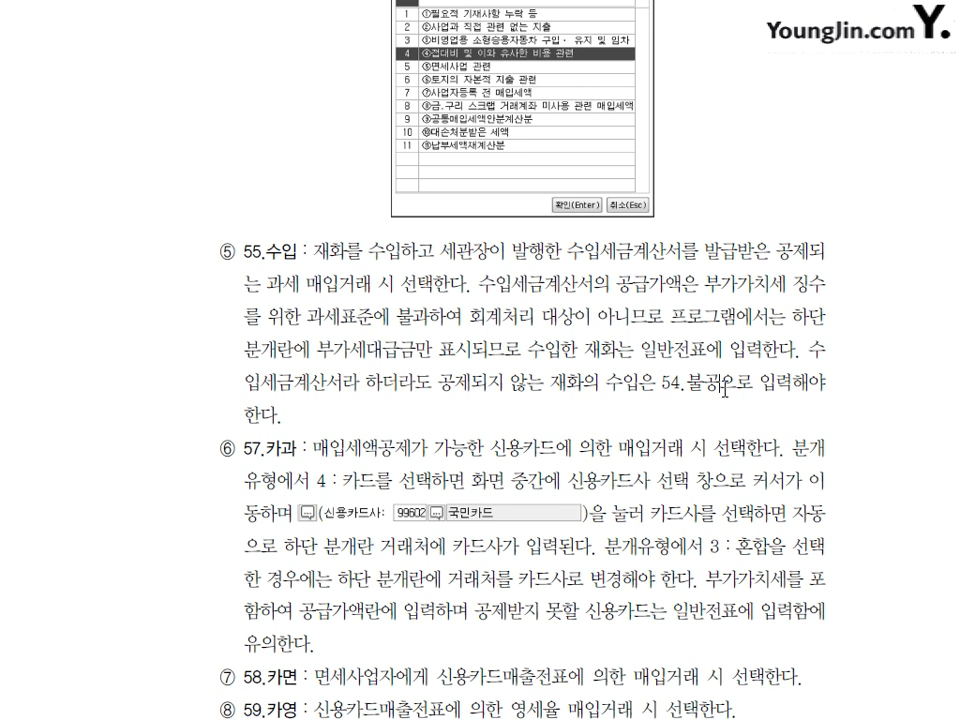 Youngjin.com Y.
1 ①필요적 기재사항 누락 등
2 ②사업과 직접 관련 없는 지출
3 ③비영업용 소형승용자동차 구입· 유지 및 임차
4 ④접대비 및 이와 유사한 비용 관련
5 ⑤면세사업 관련
6 ⑥토지의 자본적 지출 관련
7 ⑦사업자등록 전 매입세액
8 ⑧금.구리 스크랩 거래계좌 미사용 관련 매입세액
9 ⑨공통매입세액안분계산분
10 ⑩대손처분받은 세액
11 납부세액재계산분
확인(Enter) 취소(Esc)
⑤ 55.수입 : 재화를 수입하고 세관장이 발행한 수입세금계산서를 발급받은 공제되
는 과세 매입거래 시 선택한다. 수입세금계산서의 공급가액은 부가가치세 징수
를 위한 과세표준에 불과하여 회계처리 대상이 아니므로 프로그램에서는 하단
분개란에 부가세대급금만 표시되므로 수입한 재화는 일반전표에 입력한다. 수
입세금계산서라 하더라도 공제되지 않는 재화의 수입은 54.불공으로 입력해야
한다.
⑥ 57.카과 : 매입세액공제가 가능한 신용카드에 의한 매입거래 시 선택한다. 분개
유형에서 4 : 카드를 선택하면 화면 중간에 신용카드사 선택 창으로 커서가 이
동하며 (신용카드사: 99602 국민카드 )을 눌러 카드사를 선택하면 자동
으로 하단 분개란 거래처에 카드사가 입력된다. 분개유형에서 3 : 혼합을 선택
한 경우에는 하단 분개란에 거래처를 카드사로 변경해야 한다. 부가가치세를 포
함하여 공급가액란에 입력하며 공제받지 못할 신용카드는 일반전표에 입력함에
유의한다.
⑦ 58.카면 : 면세사업자에게 신용카드매출전표에 의한 매입거래 시 선택한다.
⑧ 59.카영 : 신용카드매출전표에 의한 영세율 매입거래 시 선택한다.